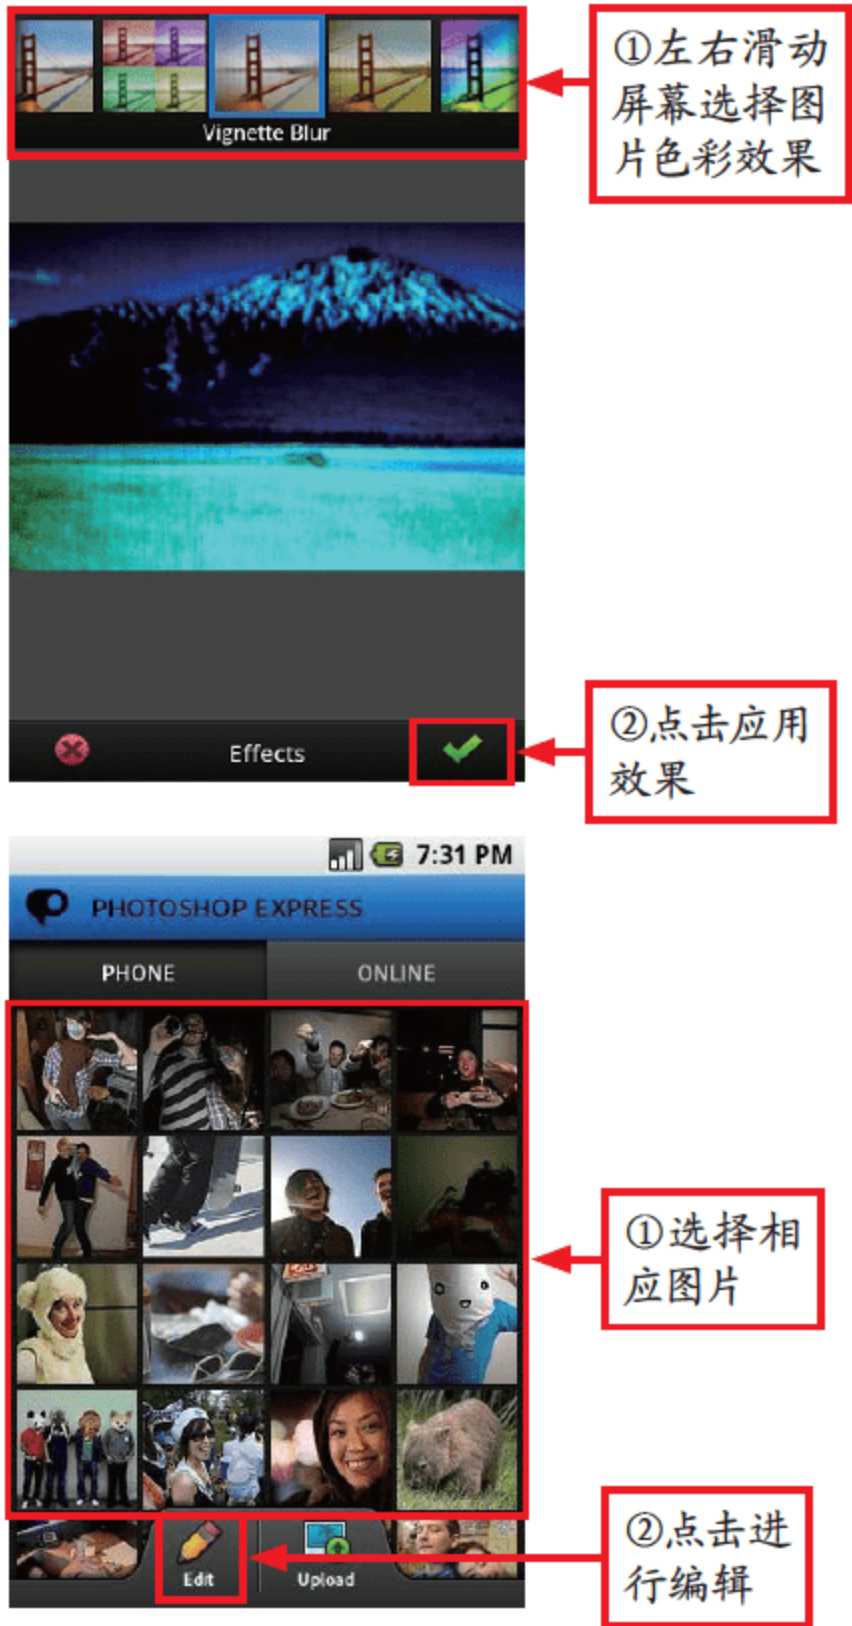 ①左右滑动
屏幕选择图
片色彩效果
Vignette Blur
Effects
②点击应用
效果
7:31 PM
PHOTOSHOP EXPRESS
PHONE
ONLINE
①选择相
应图片
Edit
Upload
②点击进
行编辑